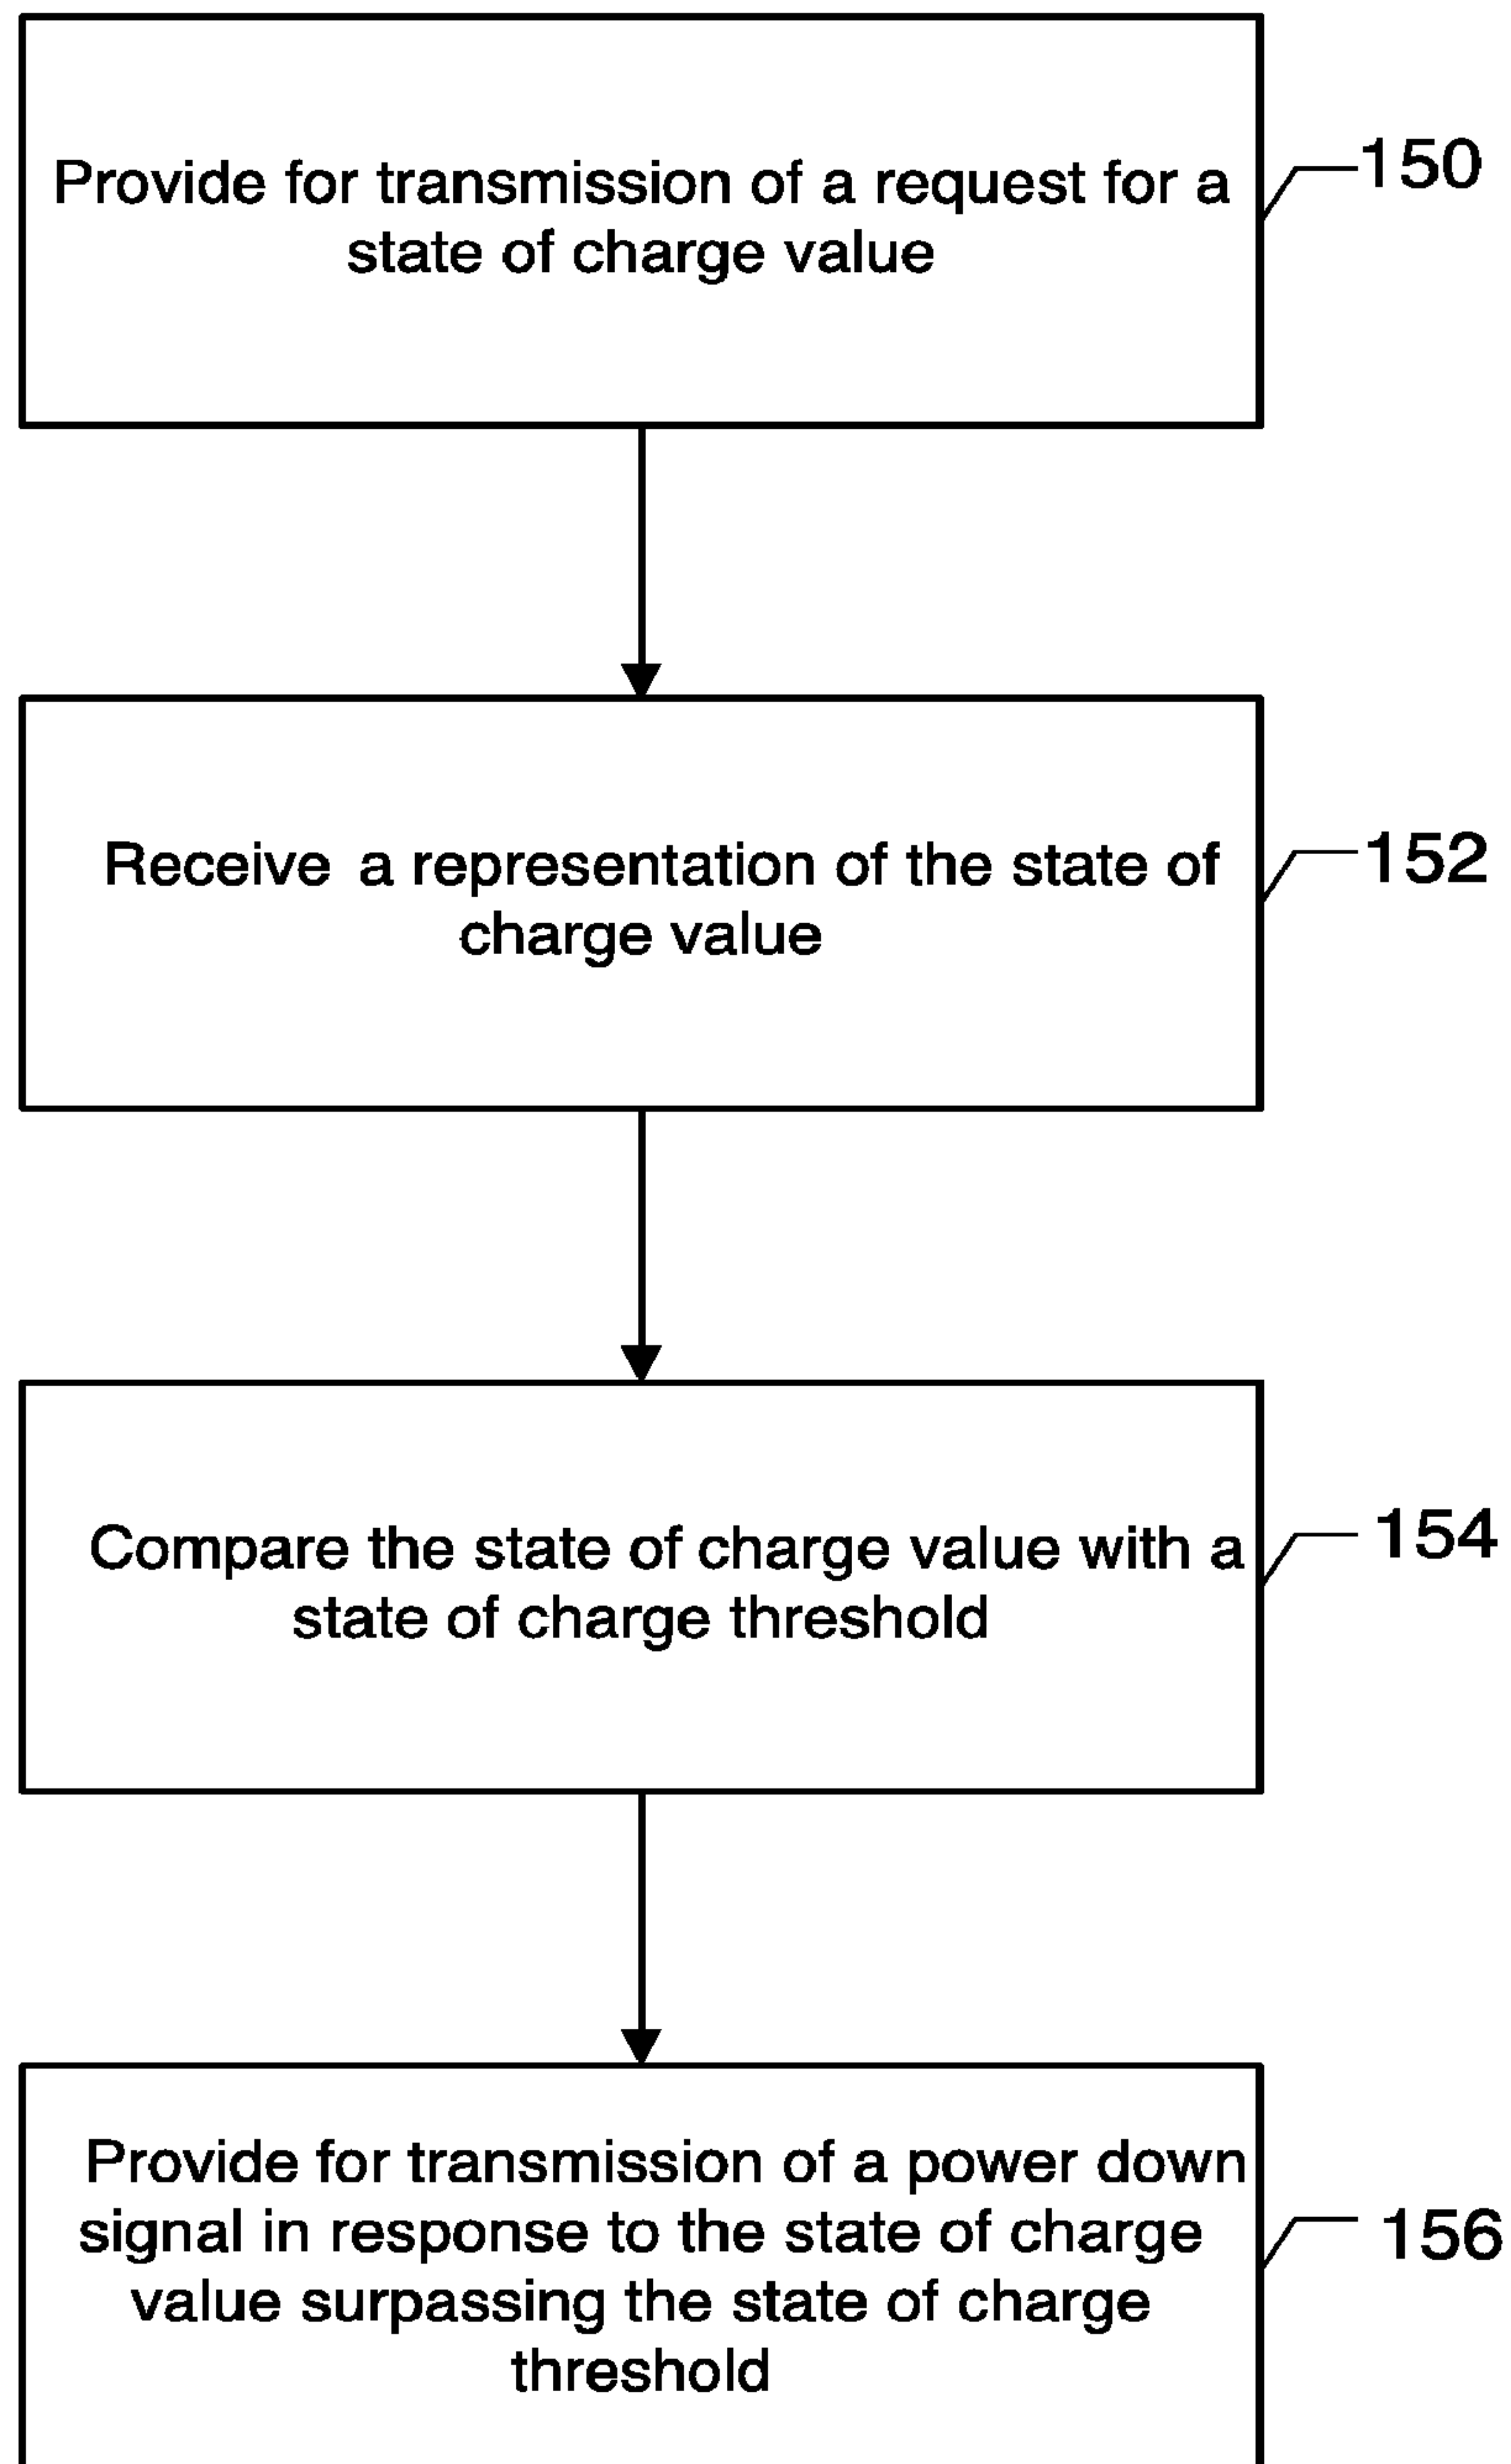 Provide for transmission of a request for a
state of charge value
150
Receive a representation of the state of
charge value
152
Compare the state of charge value with a
state of charge threshold
154
Provide for transmission of a power down
signal in response to the state of charge
value surpassing the state of charge
threshold
156